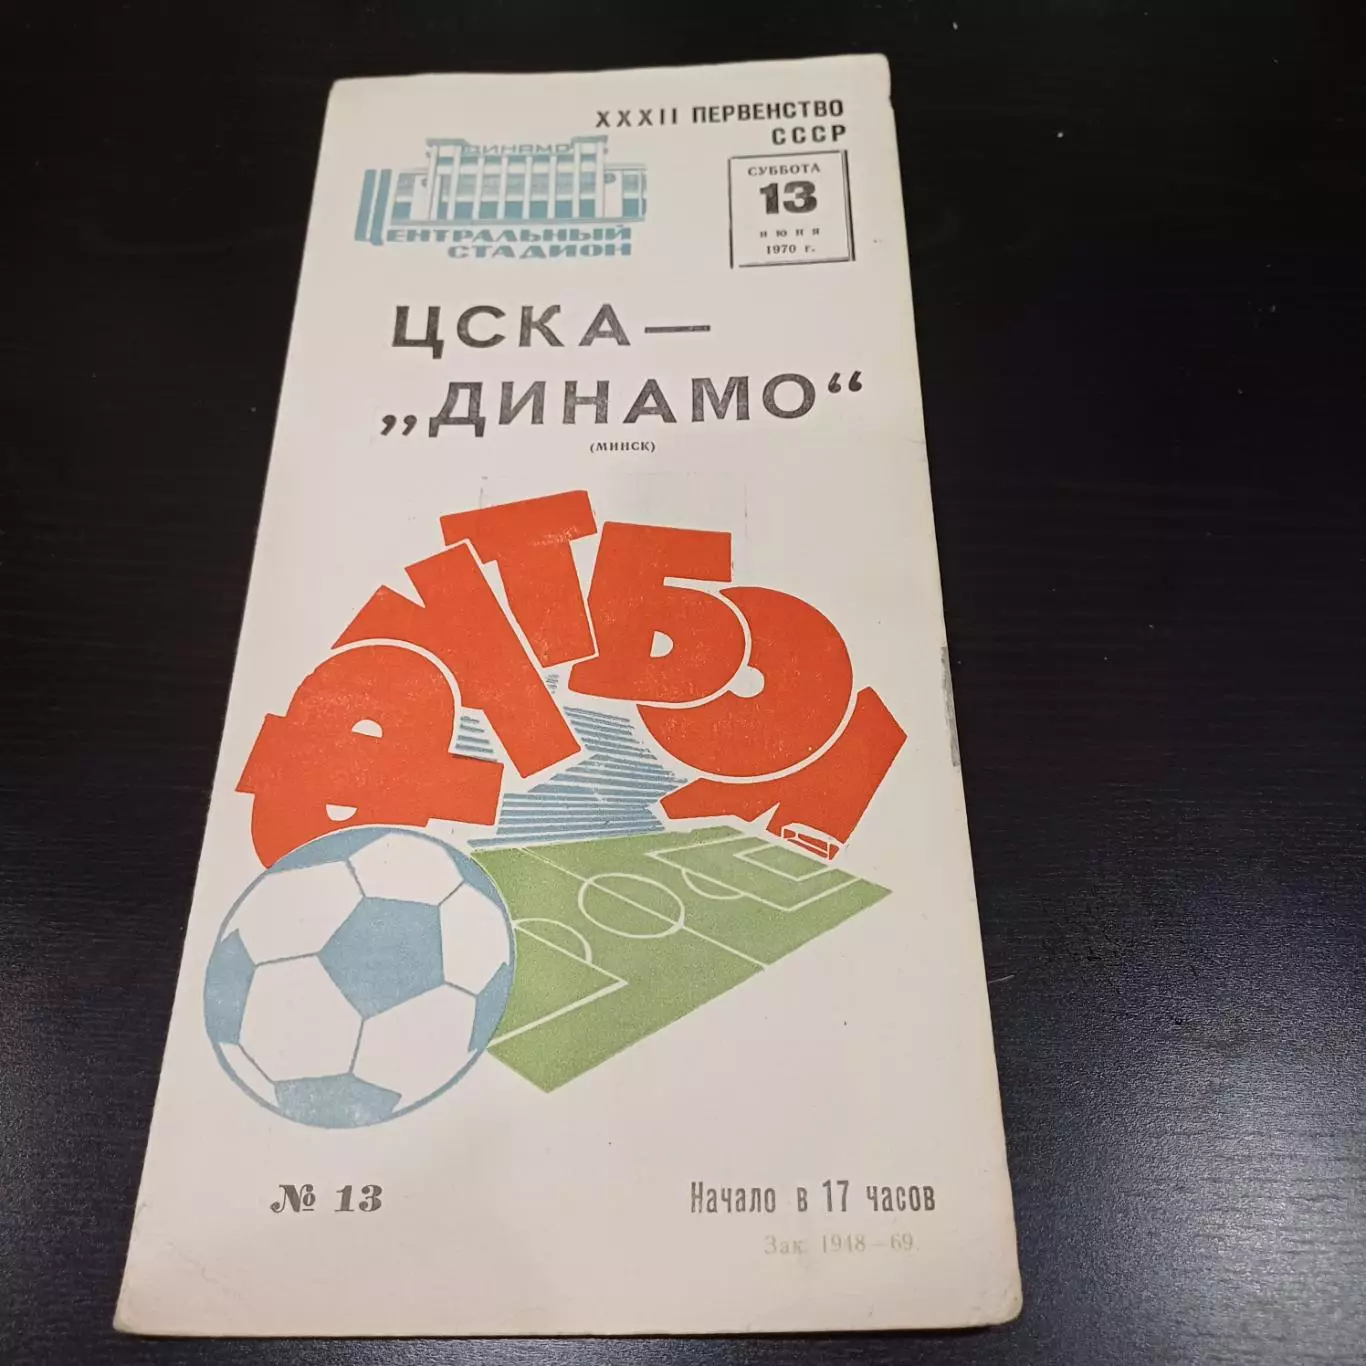 XXXII ПЕРВЕНСТВО
СССР
ДИНАМО
ЦЕНТРАЛЬНЫЙ
СТАДИОН
СУББОТА
13
июня
1970 г.
ЦСКА—
„ДИНАМО“
(МИНСК)
ФУТБОЛ
№ 13
Начало в 17 часов
Зак. 1948—69.